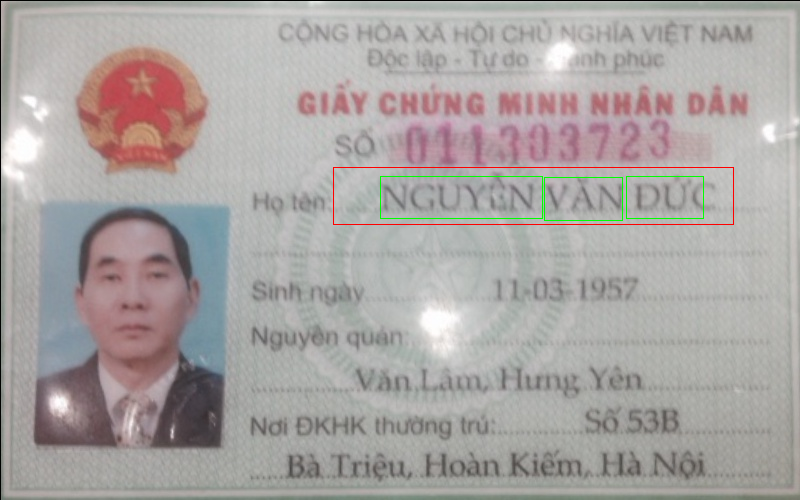 CỘNG HÒA XÃ HỘI CHỦ NGHĨA VIỆT NAM
Độc lập - Tự do - Hạnh phúc
GIẤY CHỨNG MINH NHÂN DÂN
SỐ 011303723
Họ tên: NGUYỄN VĂN ĐỨC
Sinh ngày 11-03-1957
Nguyên quán:
Văn Lâm, Hưng Yên
Nơi ĐKHK thường trú: Số 53B
Bà Triệu, Hoàn Kiếm, Hà Nội